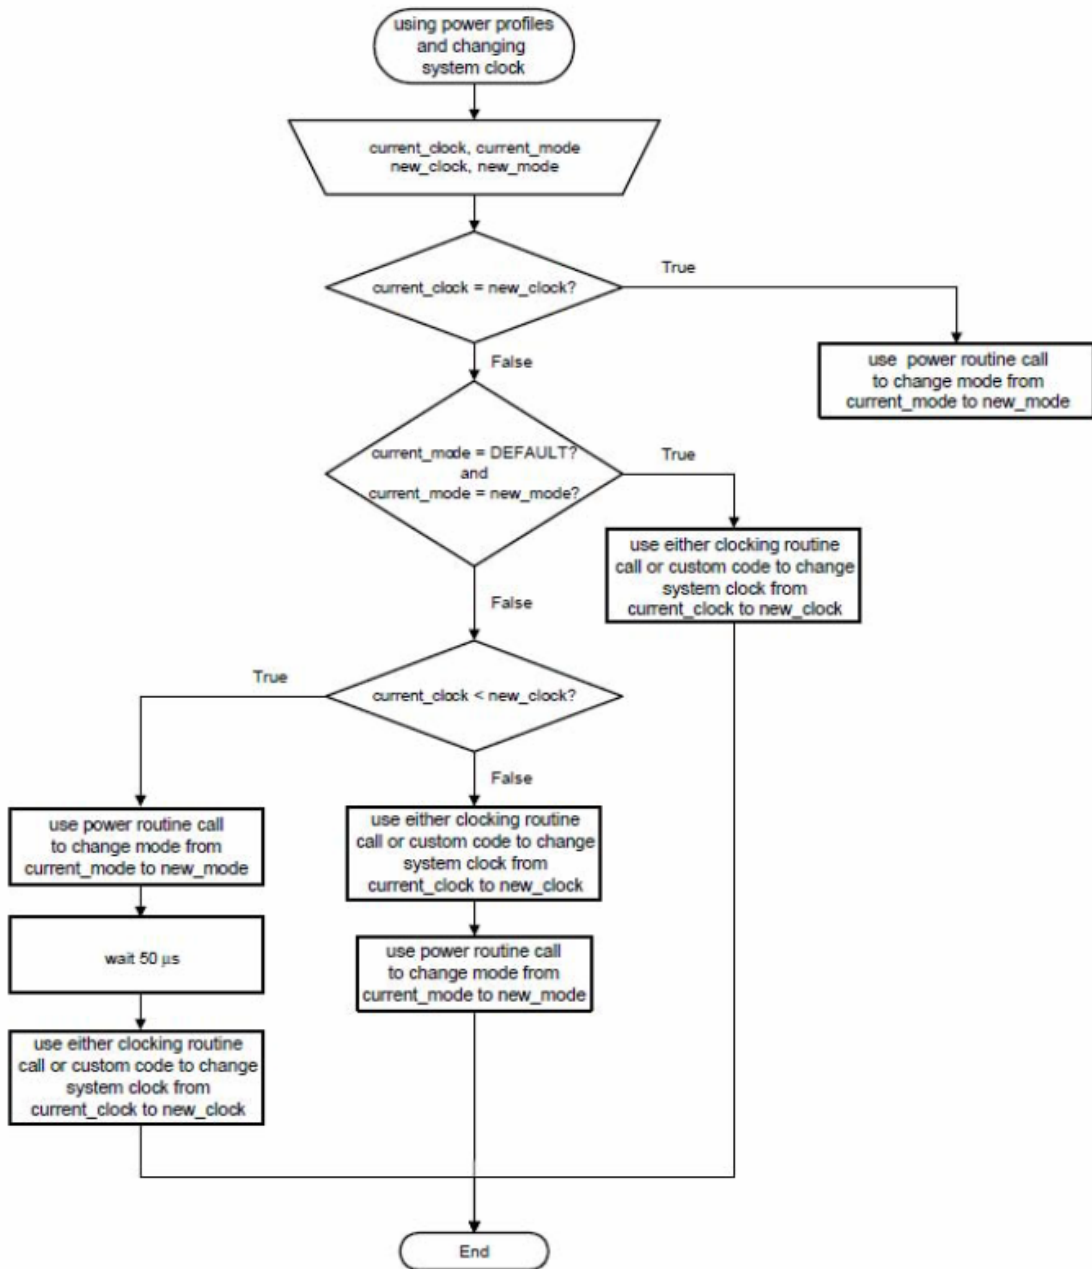 using power profiles
and changing
system clock
current_clock, current_mode
new_clock, new_mode
current_clock = new_clock?
True
use power routine call
to change mode from
current_mode to new_mode
False
current_mode = DEFAULT?
and
current_mode = new_mode?
True
use either clocking routine
call or custom code to change
system clock from
current_clock to new_clock
False
current_clock < new_clock?
True
False
use power routine call
to change mode from
current_mode to new_mode
wait 50 µs
use either clocking routine
call or custom code to change
system clock from
current_clock to new_clock
use either clocking routine
call or custom code to change
system clock from
current_clock to new_clock
use power routine call
to change mode from
current_mode to new_mode
End